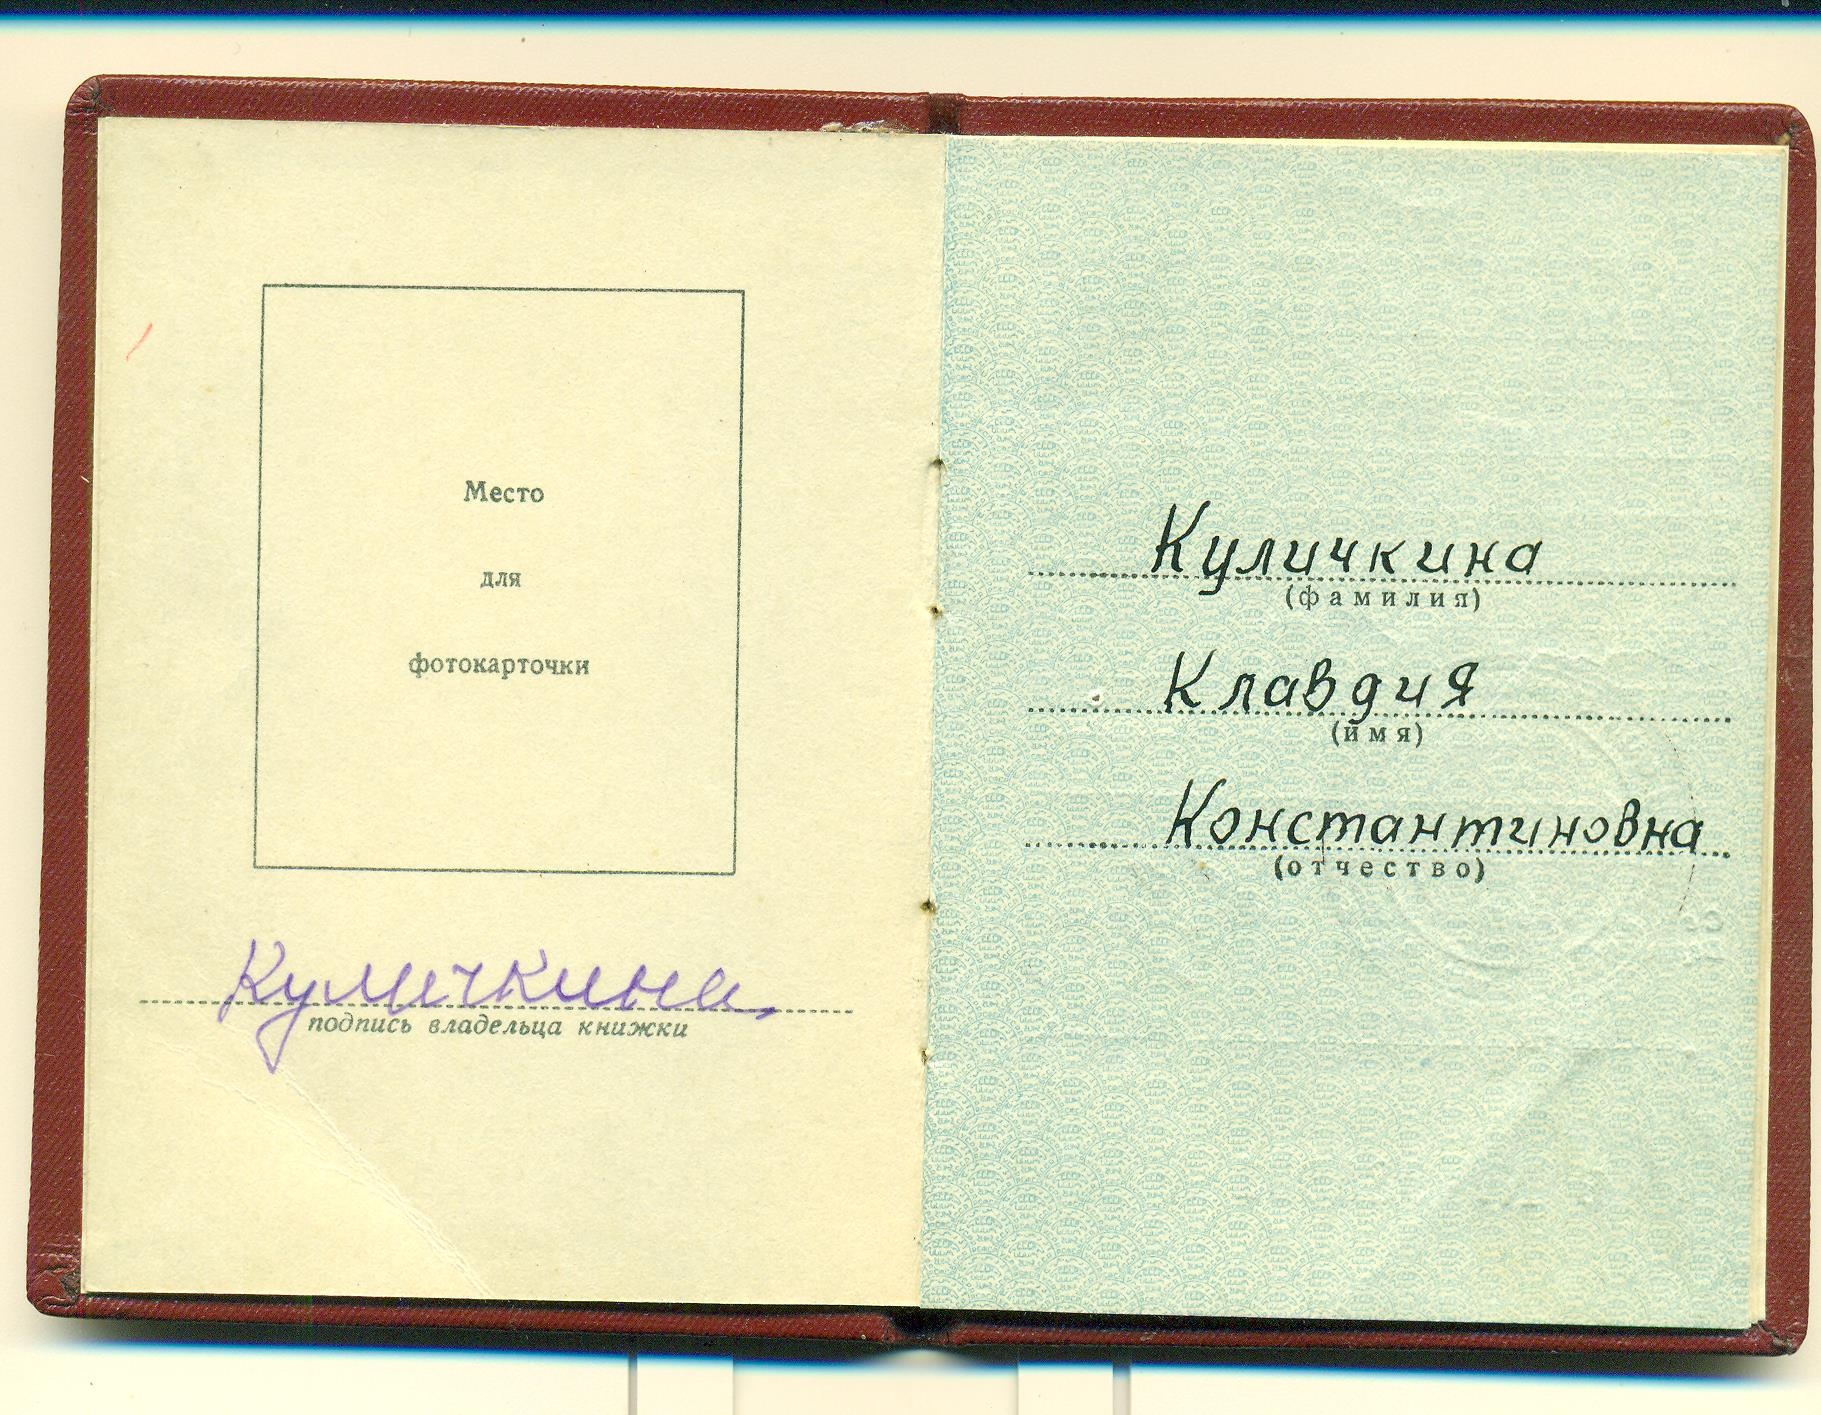 Место
для
фотокарточки
Куличкина
подпись владельца книжки
Куличкина
(фамилия)
Клавдия
(имя)
Константиновна
(отчество)